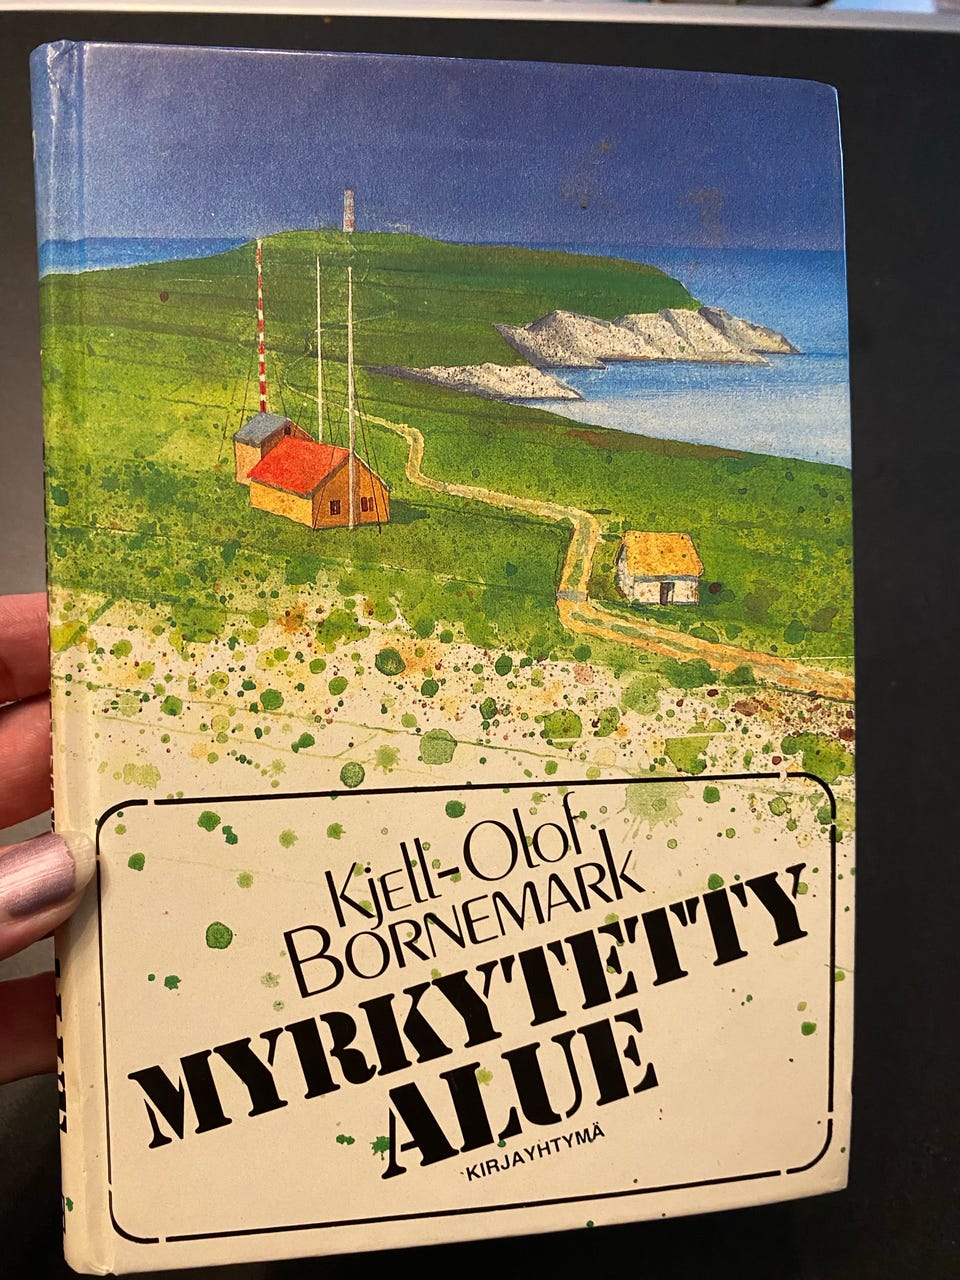 Kjell-Olof
BORNEMARK
MYRKYTETTY
ALUE
KIRJAYHTYMÄ